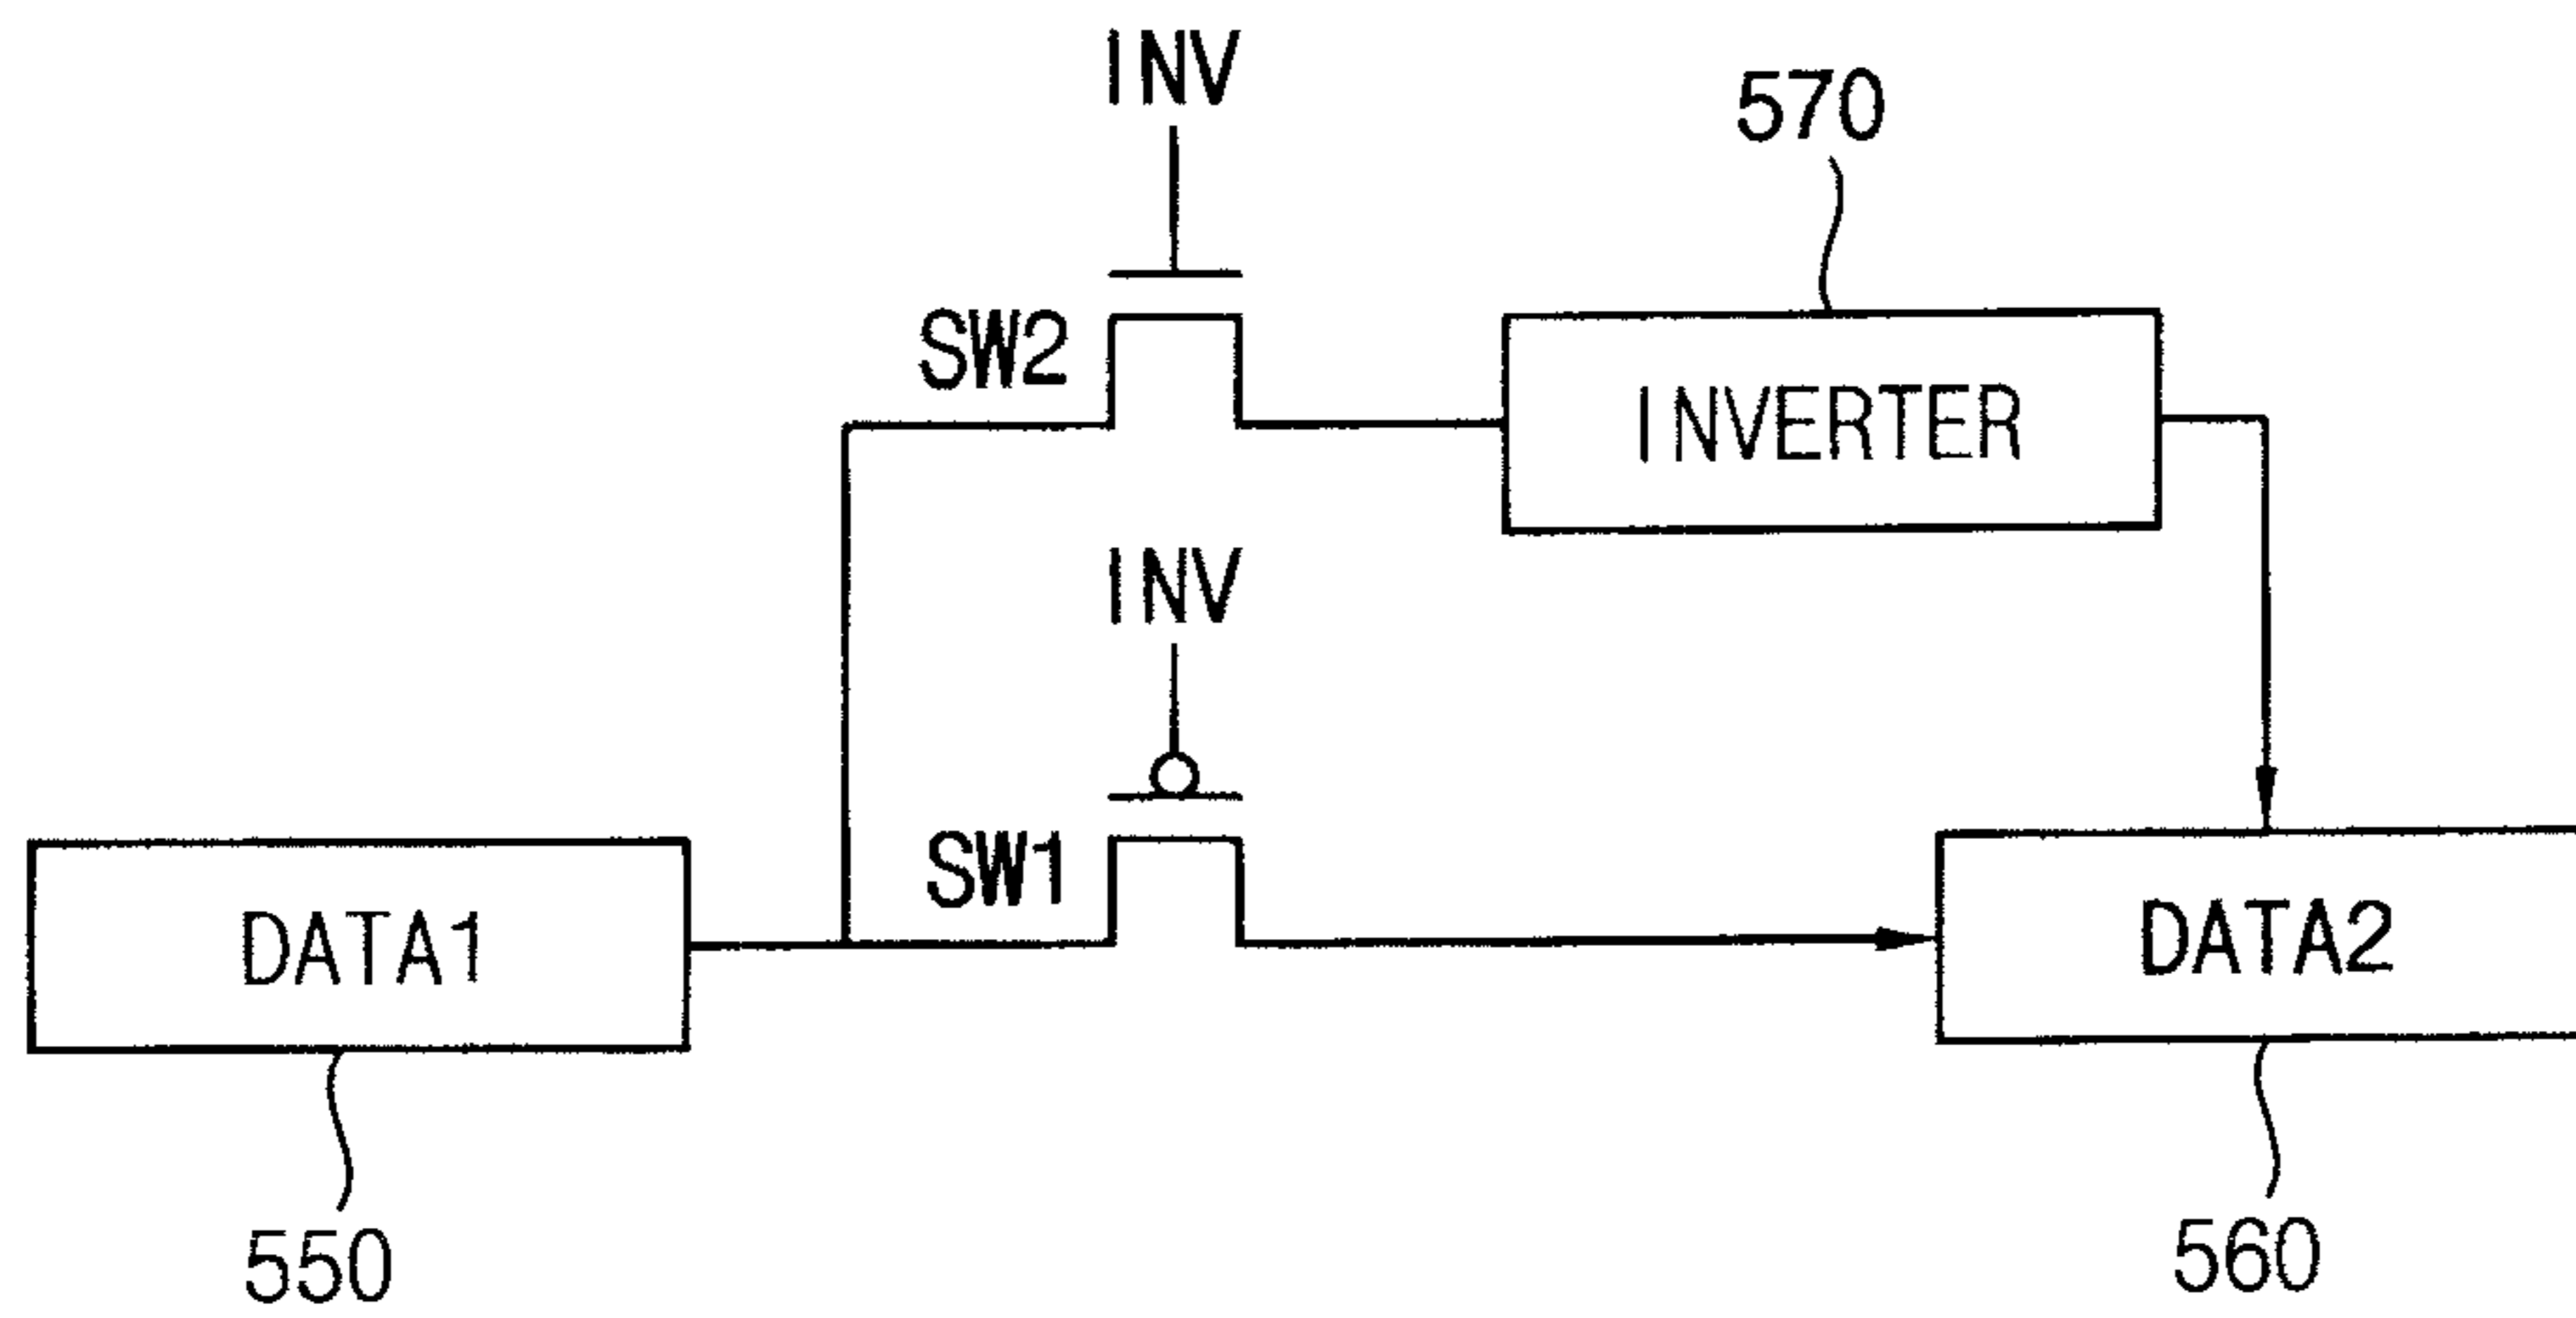 INV
570
SW2
INVERTER
INV
SW1
DATA1
DATA2
550
560